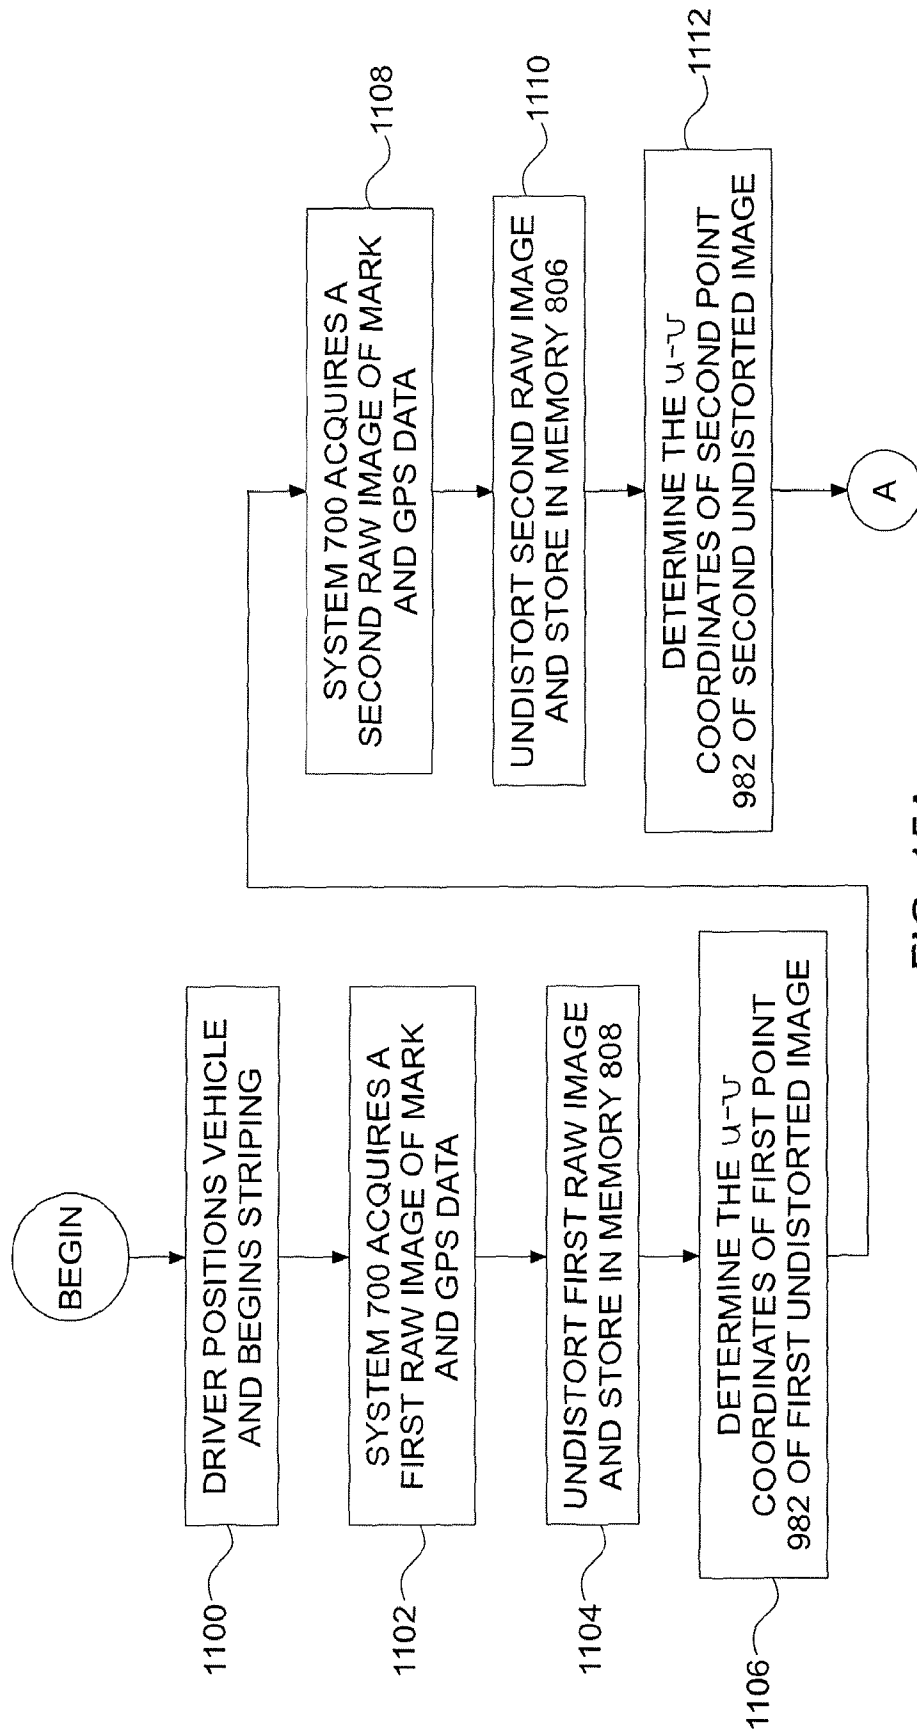 BEGIN
DRIVER POSITIONS VEHICLE
AND BEGINS STRIPING
1100
SYSTEM 700 ACQUIRES A
FIRST RAW IMAGE OF MARK
AND GPS DATA
1102
UNDISTORT FIRST RAW IMAGE
AND STORE IN MEMORY 808
1104
DETERMINE THE u-v
COORDINATES OF FIRST POINT
982 OF FIRST UNDISTORTED IMAGE
1106
SYSTEM 700 ACQUIRES A
SECOND RAW IMAGE OF MARK
AND GPS DATA
1108
UNDISTORT SECOND RAW IMAGE
AND STORE IN MEMORY 806
1110
DETERMINE THE u-v
COORDINATES OF SECOND POINT
982 OF SECOND UNDISTORTED IMAGE
1112
A